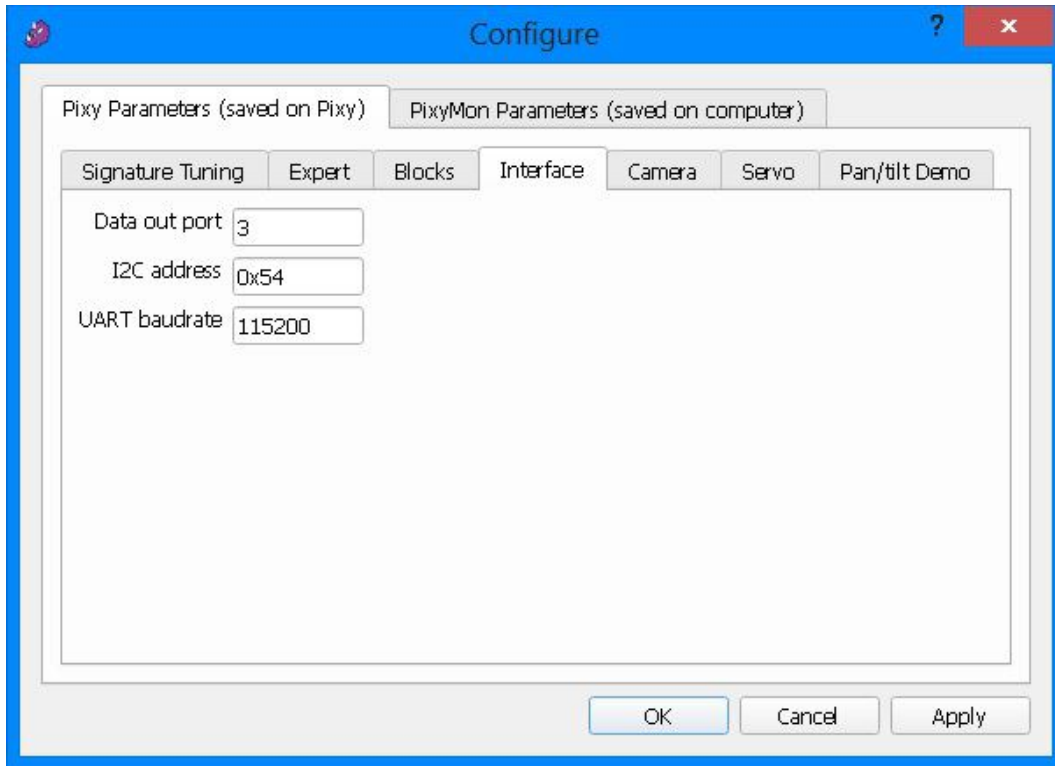 Configure
?
Pixy Parameters (saved on Pixy) PixyMon Parameters (saved on computer)
Signature Tuning Expert Blocks Interface Camera Servo Pan/tilt Demo
Data out port 3
I2C address 0x54
UART baudrate 115200
OK Cancel Apply